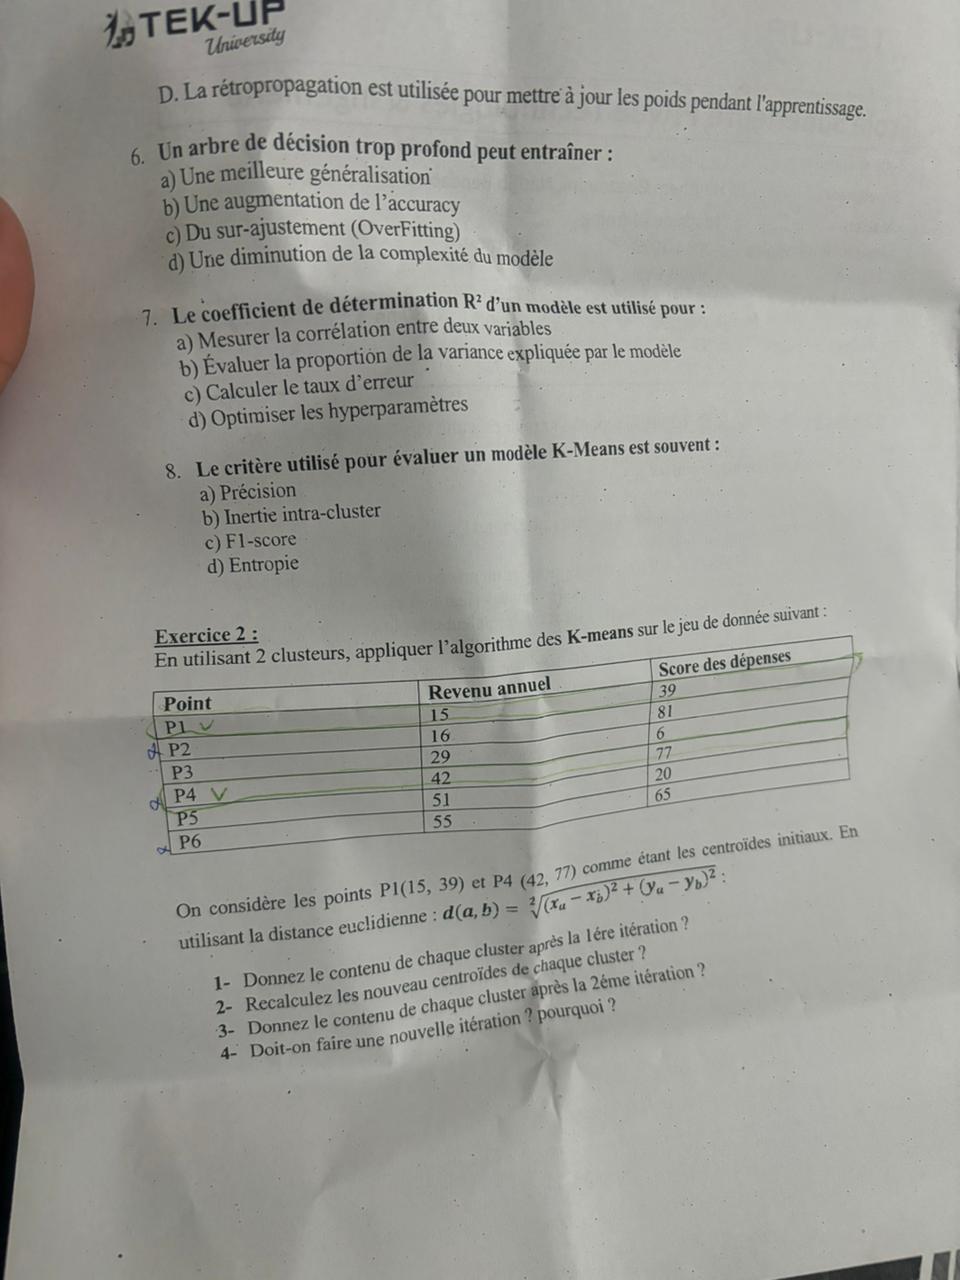 TEK-UP
University
D. La rétropropagation est utilisée pour mettre à jour les poids pendant l'apprentissage.
6. Un arbre de décision trop profond peut entraîner :
a) Une meilleure généralisation
b) Une augmentation de l'accuracy
c) Du sur-ajustement (OverFitting)
d) Une diminution de la complexité du modèle
7. Le coefficient de détermination R² d'un modèle est utilisé pour :
a) Mesurer la corrélation entre deux variables
b) Évaluer la proportion de la variance expliquée par le modèle
c) Calculer le taux d'erreur
d) Optimiser les hyperparamètres
8. Le critère utilisé pour évaluer un modèle K-Means est souvent :
a) Précision
b) Inertie intra-cluster
c) F1-score
d) Entropie
Exercice 2 :
En utilisant 2 clusteurs, appliquer l'algorithme des K-means sur le jeu de donnée suivant :
Point Revenu annuel Score des dépenses
P1 15 39
P2 16 81
P3 29 6
P4 42 77
P5 51 20
P6 55 65
On considère les points P1(15, 39) et P4 (42, 77) comme étant les centroïdes initiaux. En
utilisant la distance euclidienne : d(a, b) = ²√(xₐ − x_b)² + (yₐ − y_b)² :
1- Donnez le contenu de chaque cluster après la 1ére itération ?
2- Recalculez les nouveau centroïdes de chaque cluster ?
3- Donnez le contenu de chaque cluster après la 2éme itération ?
4- Doit-on faire une nouvelle itération ? pourquoi ?